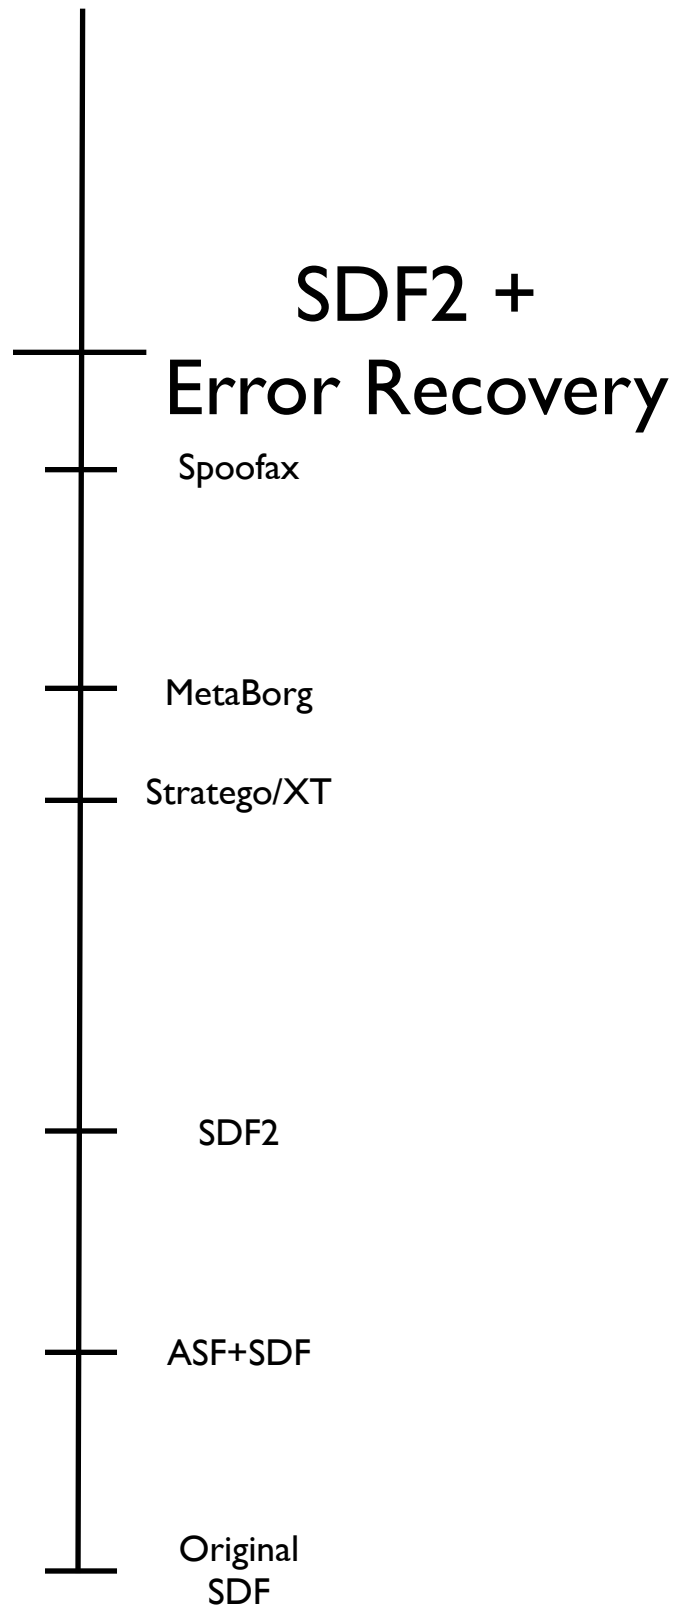 SDF2 +
Error Recovery
Spoofax
MetaBorg
Stratego/XT
SDF2
ASF+SDF
Original
SDF